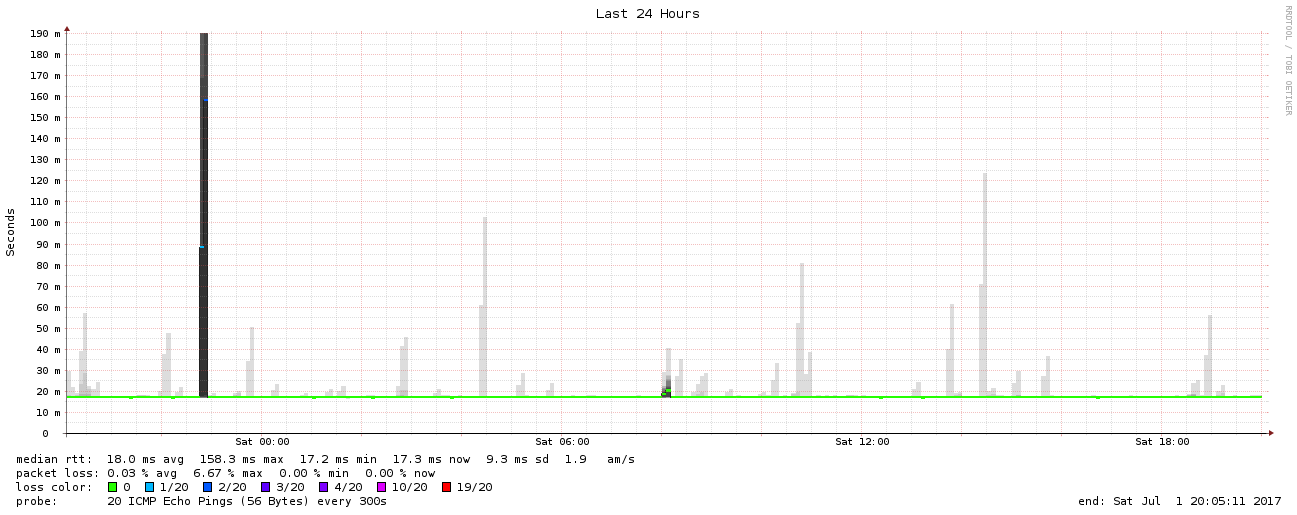 Last 24 Hours
RRDTOOL / TOBI OETIKER
Seconds
190 m
180 m
170 m
160 m
150 m
140 m
130 m
120 m
110 m
100 m
90 m
80 m
70 m
60 m
50 m
40 m
30 m
20 m
10 m
0
Sat 00:00 Sat 06:00 Sat 12:00 Sat 18:00
median rtt: 18.0 ms avg 158.3 ms max 17.2 ms min 17.3 ms now 9.3 ms sd 1.9 am/s
packet loss: 0.03 % avg 6.67 % max 0.00 % min 0.00 % now
loss color: 0 1/20 2/20 3/20 4/20 10/20 19/20
probe: 20 ICMP Echo Pings (56 Bytes) every 300s end: Sat Jul 1 20:05:11 2017